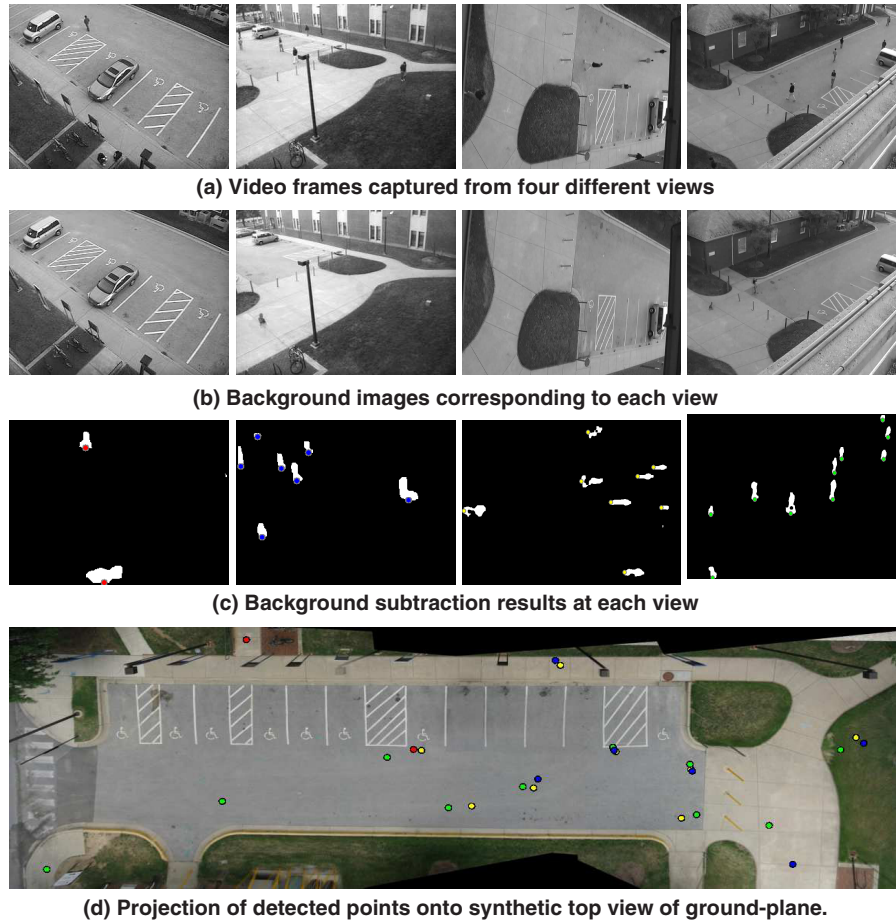 (a) Video frames captured from four different views
(b) Background images corresponding to each view
(c) Background subtraction results at each view
(d) Projection of detected points onto synthetic top view of ground-plane.